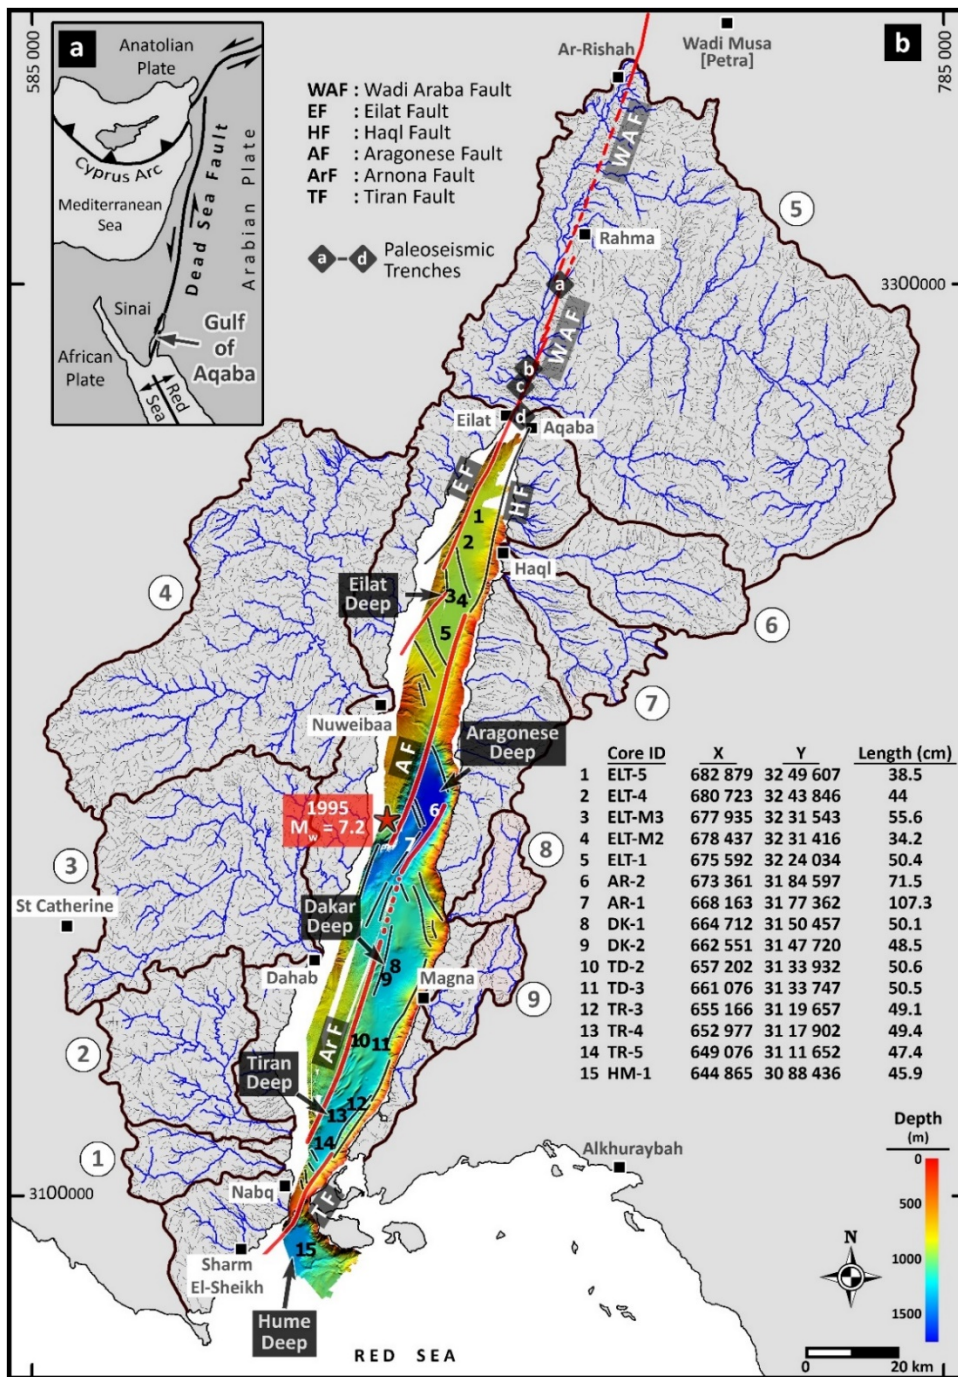 585 000
785 000
a
b
Anatolian
Plate
Cyprus Arc
Mediterranean
Sea
Dead Sea Fault
Arabian Plate
Sinai
Gulf
of
Aqaba
African
Plate
Red
Sea
WAF : Wadi Araba Fault
EF : Eilat Fault
HF : Haql Fault
AF : Aragonese Fault
ArF : Arnona Fault
TF : Tiran Fault
a – d Paleoseismic
Trenches
Ar-Rishah
Wadi Musa
[Petra]
WAF
5
Rahma
a
3300000
WAF
b
c
Eilat
d
Aqaba
EF
HF
1
2
Haql
4
Eilat
Deep
3
4
6
5
7
Nuweibaa
Aragonese
Deep
AF
1995
Mw = 7.2
6
7
3
8
St Catherine
Dakar
Deep
8
9
Dahab
Magna
9
2
ArF
10
11
Tiran
Deep
12
13
14
1
Nabq
TF
3100000
Alkhuraybah
15
Sharm
El-Sheikh
Hume
Deep
RED SEA
Core ID X Y Length (cm)
1 ELT-5 682 879 32 49 607 38.5
2 ELT-4 680 723 32 43 846 44
3 ELT-M3 677 935 32 31 543 55.6
4 ELT-M2 678 437 32 31 416 34.2
5 ELT-1 675 592 32 24 034 50.4
6 AR-2 673 361 31 84 597 71.5
7 AR-1 668 163 31 77 362 107.3
8 DK-1 664 712 31 50 457 50.1
9 DK-2 662 551 31 47 720 48.5
10 TD-2 657 202 31 33 932 50.6
11 TD-3 661 076 31 33 747 50.5
12 TR-3 655 166 31 19 657 49.1
13 TR-4 652 977 31 17 902 49.4
14 TR-5 649 076 31 11 652 47.4
15 HM-1 644 865 30 88 436 45.9
Depth
(m)
0
500
1000
1500
N
0 20 km